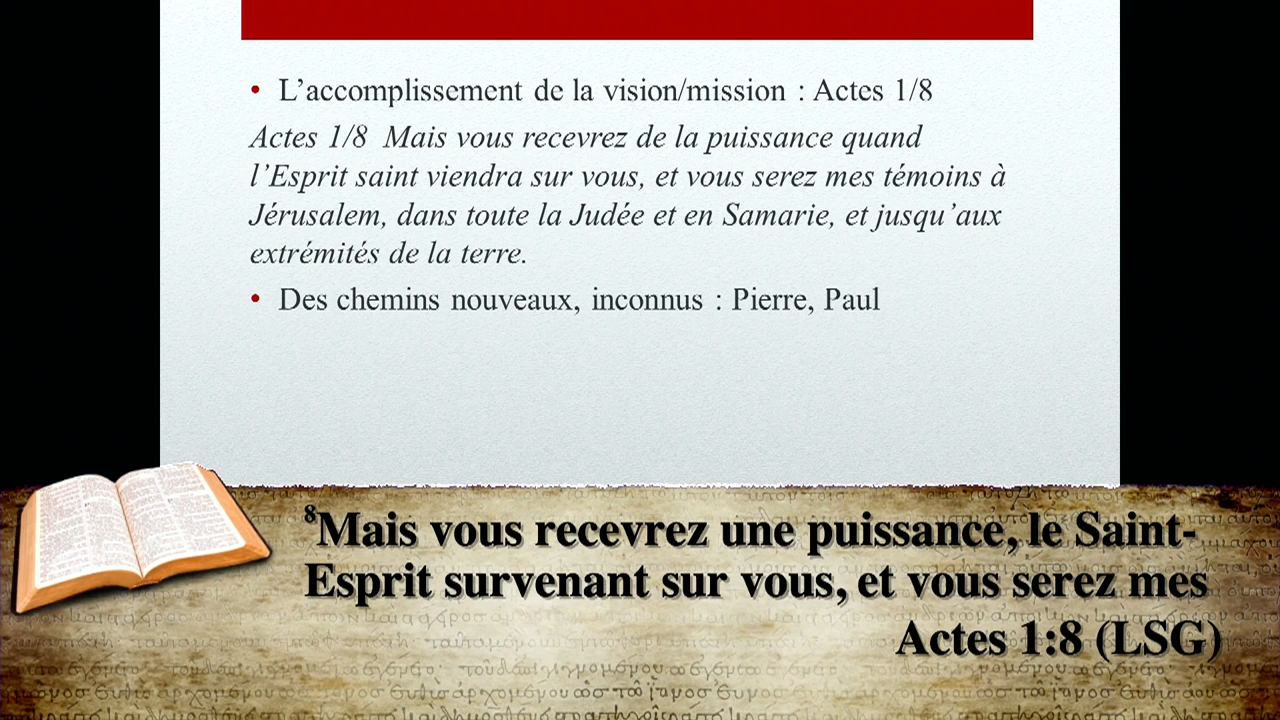 • L’accomplissement de la vision/mission : Actes 1/8
Actes 1/8 Mais vous recevrez de la puissance quand
l’Esprit saint viendra sur vous, et vous serez mes témoins à
Jérusalem, dans toute la Judée et en Samarie, et jusqu’aux
extrémités de la terre.
• Des chemins nouveaux, inconnus : Pierre, Paul
⁸Mais vous recevrez une puissance, le Saint-
Esprit survenant sur vous, et vous serez mes
Actes 1:8 (LSG)